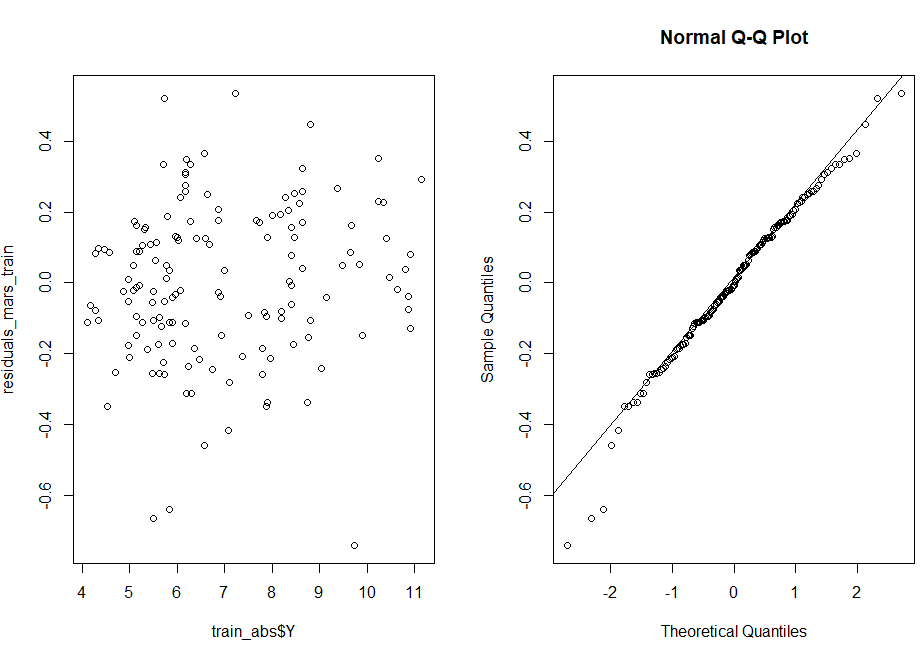 residuals_mars_train
0.4
0.2
0.0
-0.2
-0.4
-0.6
4 5 6 7 8 9 10 11
train_abs$Y
Normal Q-Q Plot
Sample Quantiles
0.4
0.2
0.0
-0.2
-0.4
-0.6
-2 -1 0 1 2
Theoretical Quantiles